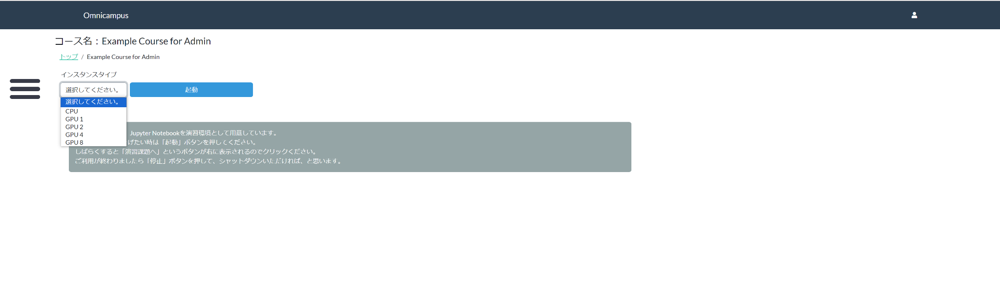 Omnicampus
コース名：Example Course for Admin
トップ / Example Course for Admin
インスタンスタイプ
選択してください。 起動
選択してください。
CPU
GPU 1
GPU 2
GPU 4
GPU 8
Jupyter Notebookを演習環境として用意しています。
げたい時は「起動」ボタンを押してください。
しばらくすると「演習課題へ」というボタンが右に表示されるのでクリックください。
ご利用が終わりましたら「停止」ボタンを押して、シャットダウンいただければ、と思います。